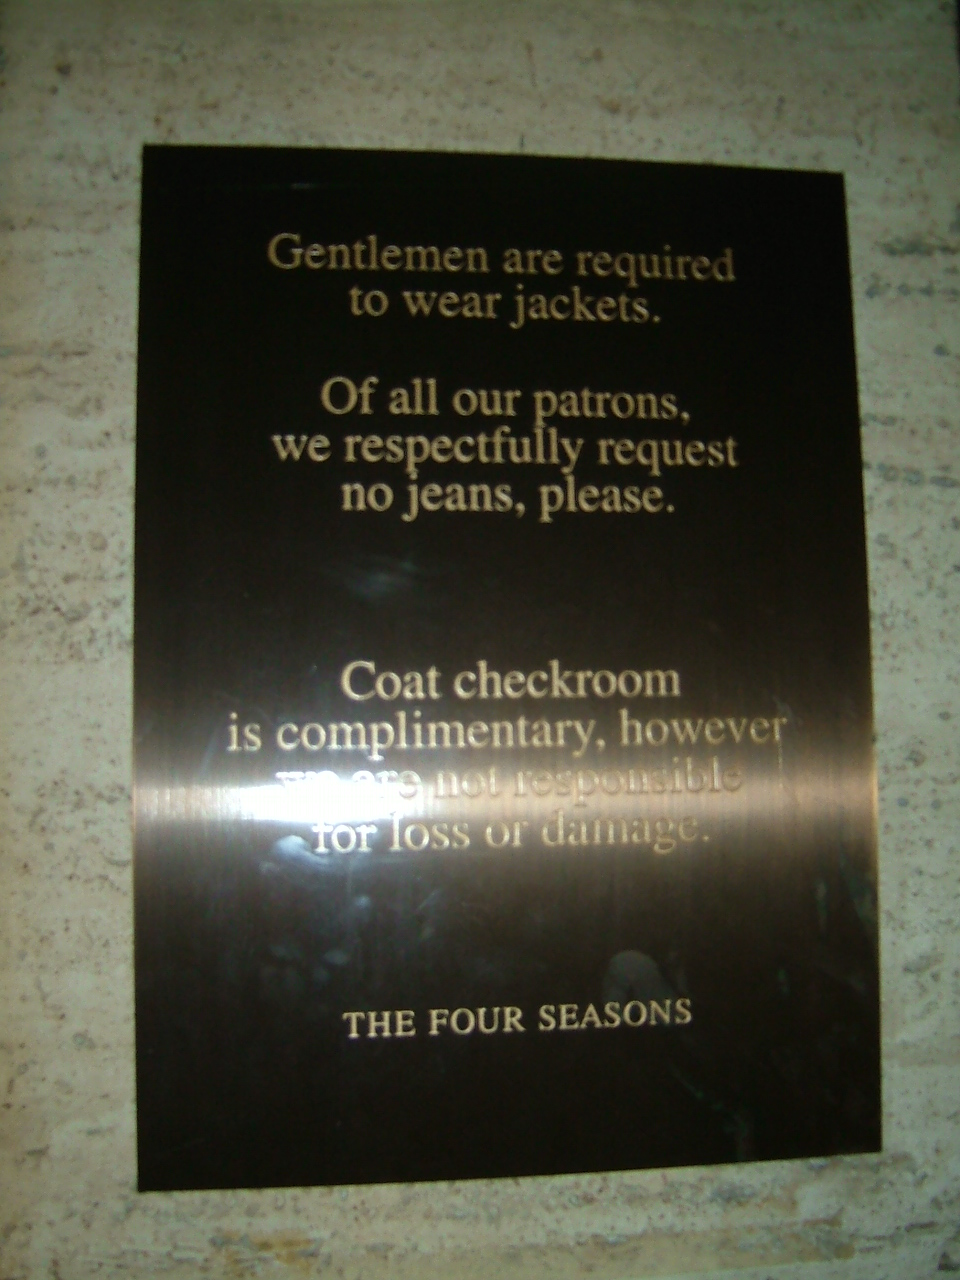 Gentlemen are required
to wear jackets.
Of all our patrons,
we respectfully request
no jeans, please.
Coat checkroom
is complimentary, however
we are not responsible
for loss or damage.
THE FOUR SEASONS